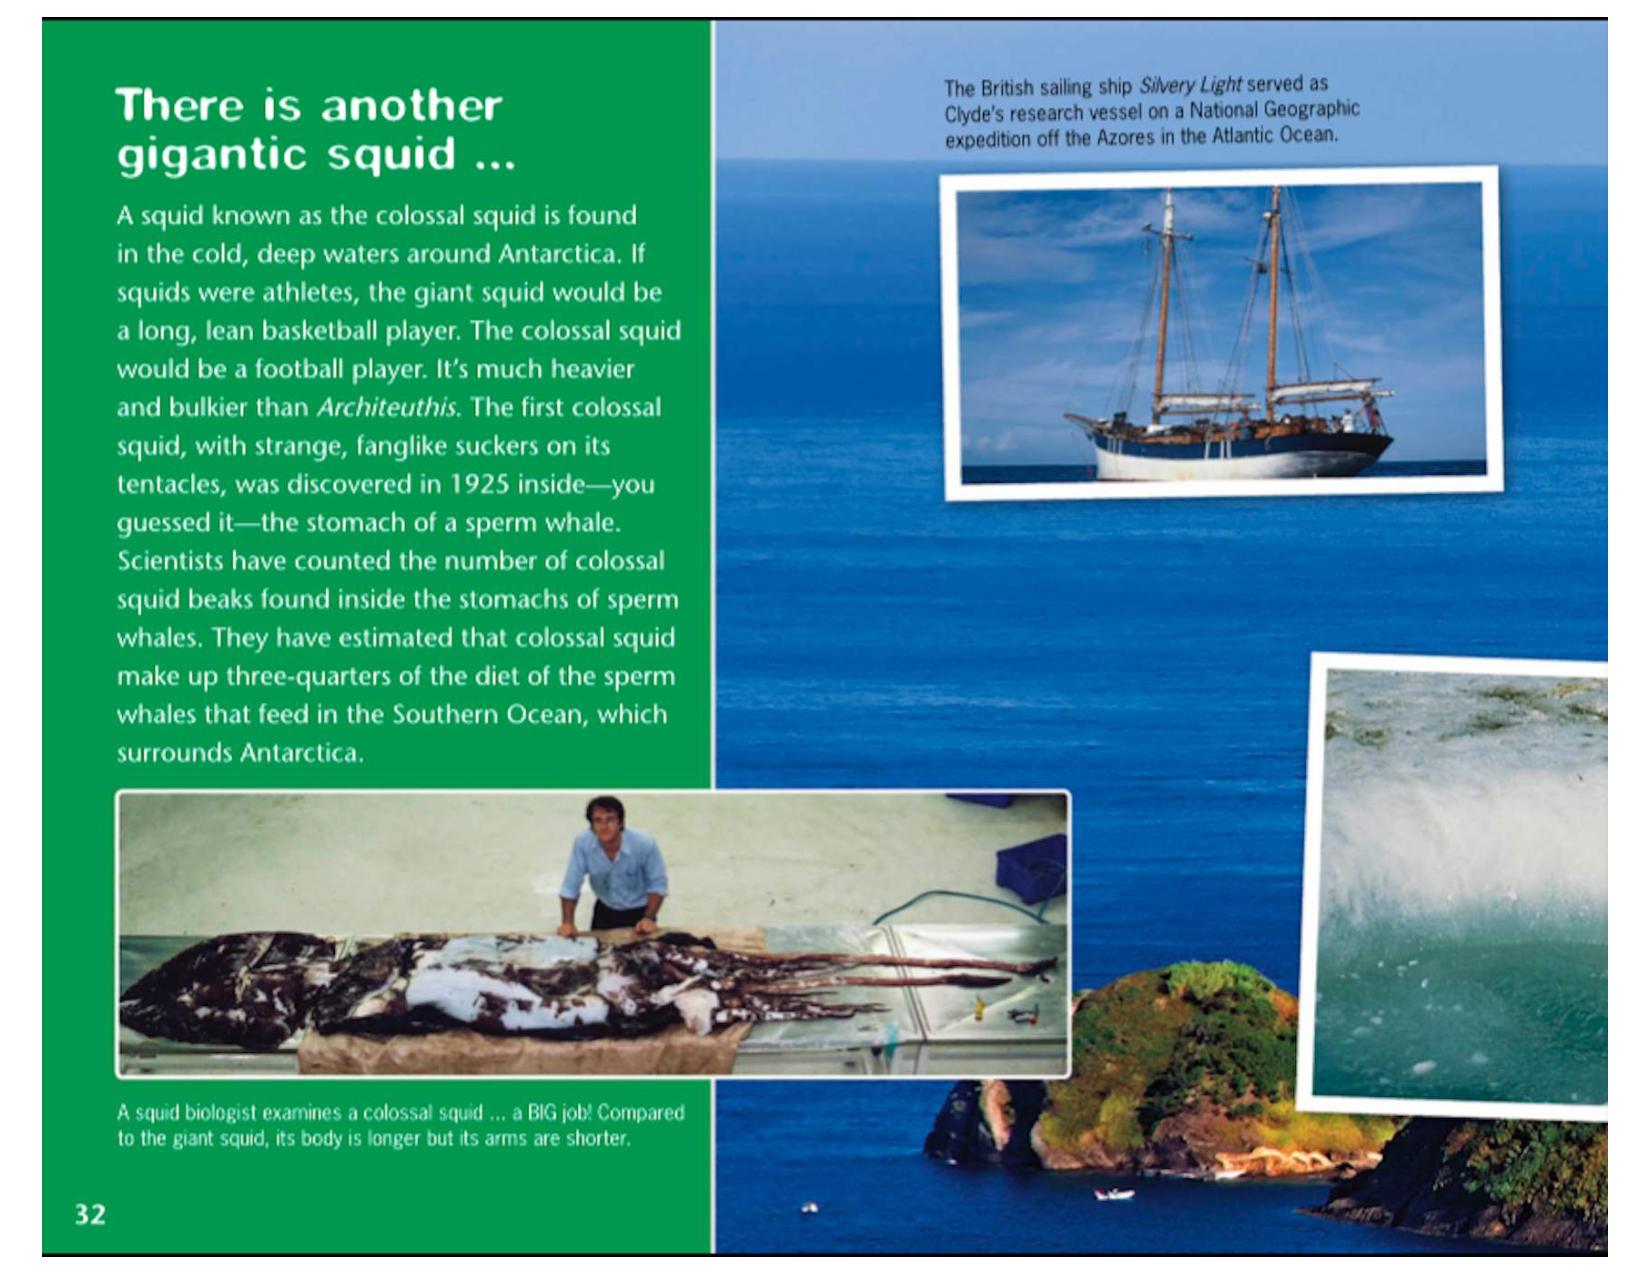 There is another
gigantic squid ...
A squid known as the colossal squid is found
in the cold, deep waters around Antarctica. If
squids were athletes, the giant squid would be
a long, lean basketball player. The colossal squid
would be a football player. It's much heavier
and bulkier than Architeuthis. The first colossal
squid, with strange, fanglike suckers on its
tentacles, was discovered in 1925 inside—you
guessed it—the stomach of a sperm whale.
Scientists have counted the number of colossal
squid beaks found inside the stomachs of sperm
whales. They have estimated that colossal squid
make up three-quarters of the diet of the sperm
whales that feed in the Southern Ocean, which
surrounds Antarctica.
A squid biologist examines a colossal squid ... a BIG job! Compared
to the giant squid, its body is longer but its arms are shorter.
32
The British sailing ship Silvery Light served as
Clyde's research vessel on a National Geographic
expedition off the Azores in the Atlantic Ocean.